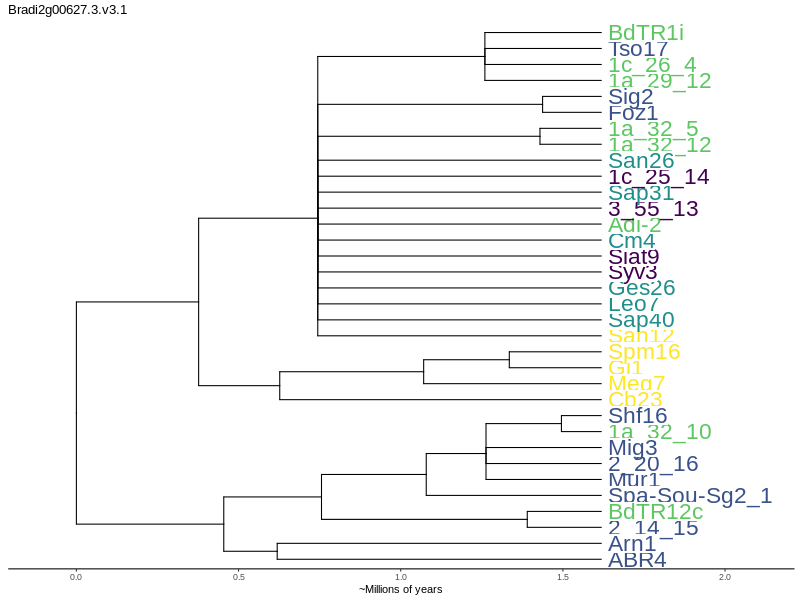 Bradi2g00627.3.v3.1
BdTR1i
Tso17
1c_26_4
1a_29_12
Sig2
Foz1
1a_32_5
1a_32_12
San26
1c_25_14
Sap31
3_55_13
Adi-2
Cm4
Siat9
Syv3
Ges26
Leo7
Sap40
San12
Spm16
Gi1
Meg7
Cb23
Shf16
1a_32_10
Mig3
2_20_16
Mur1
Spa-Sou-Sg2_1
BdTR12c
2_14_15
Arn1
ABR4
0.0 0.5 1.0 1.5 2.0
~Millions of years